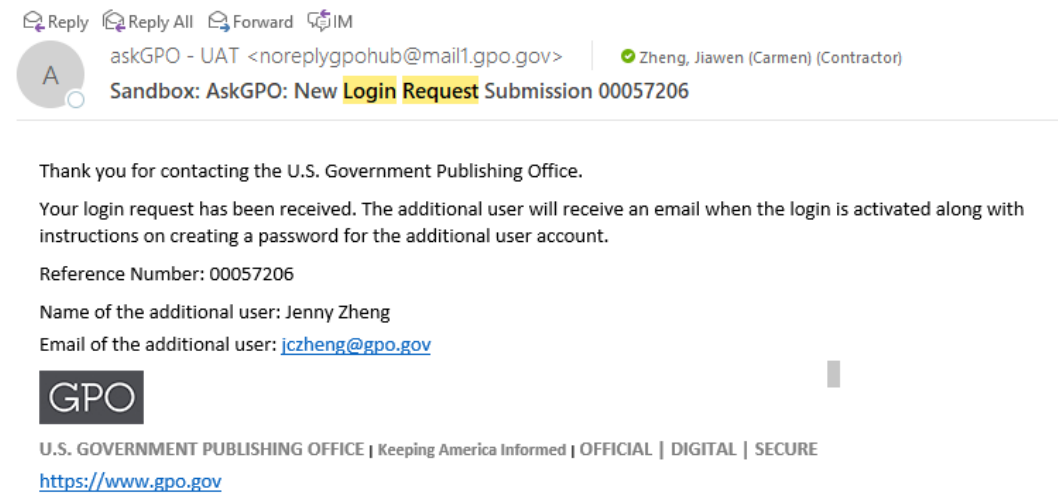 Reply Reply All Forward IM
A
askGPO - UAT <noreplygpohub@mail1.gpo.gov> Zheng, Jiawen (Carmen) (Contractor)
Sandbox: AskGPO: New Login Request Submission 00057206
Thank you for contacting the U.S. Government Publishing Office.
Your login request has been received. The additional user will receive an email when the login is activated along with
instructions on creating a password for the additional user account.
Reference Number: 00057206
Name of the additional user: Jenny Zheng
Email of the additional user: jczheng@gpo.gov
GPO
U.S. GOVERNMENT PUBLISHING OFFICE | Keeping America Informed | OFFICIAL | DIGITAL | SECURE
https://www.gpo.gov